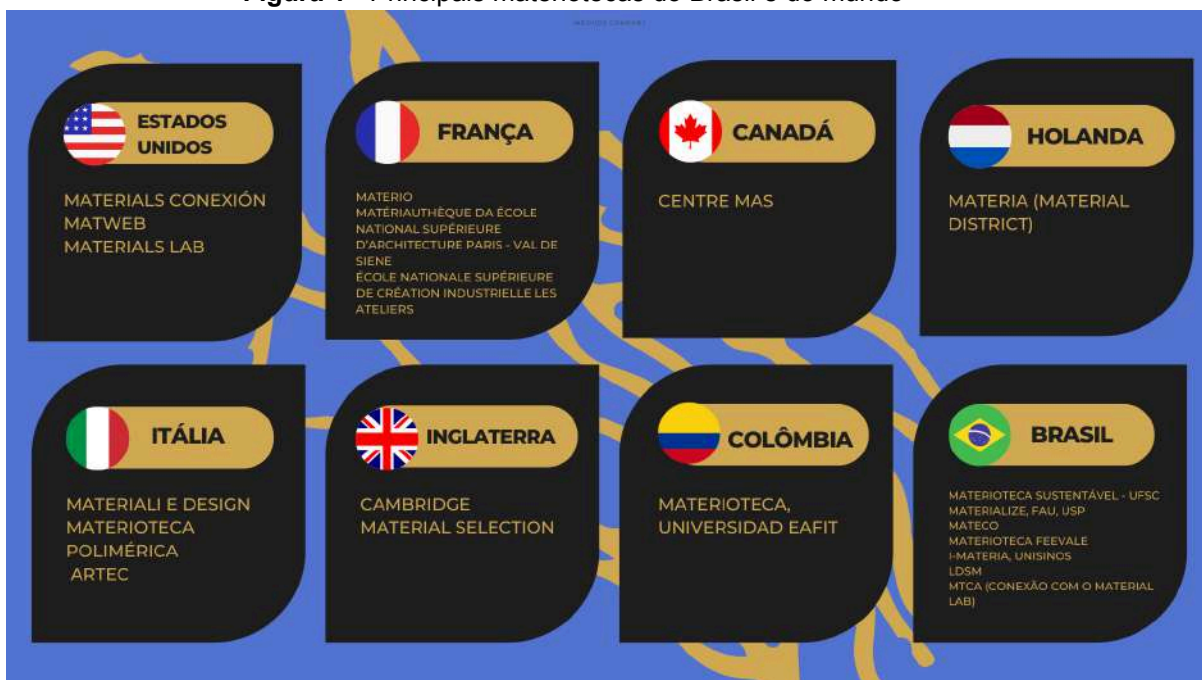 Figura - Principais materiotecas do Brasil e do mundo
ESTADOS
UNIDOS
MATERIALS CONEXIÓN
MATWEB
MATERIALS LAB
FRANÇA
MATERIO
MATÉRIAUTHÈQUE DA ÉCOLE
NATIONAL SUPÉRIEURE
D'ARCHITECTURE PARIS - VAL DE
SIENE
ÉCOLE NATIONALE SUPÉRIEURE
DE CRÉATION INDUSTRIELLE LES
ATELIERS
CANADÁ
CENTRE MAS
HOLANDA
MATERIA (MATERIAL
DISTRICT)
ITÁLIA
MATERIALI E DESIGN
MATERIOTECA
POLIMÉRICA
ARTEC
INGLATERRA
CAMBRIDGE
MATERIAL SELECTION
COLÔMBIA
MATERIOTECA,
UNIVERSIDAD EAFIT
BRASIL
MATERIOTECA SUSTENTÁVEL - UFSC
MATERIALIZE, FAU, USP
MATECO
MATERIOTECA FEEVALE
I-MATERIA, UNISINOS
LDSM
MTCA (CONEXÃO COM O MATERIAL
LAB)